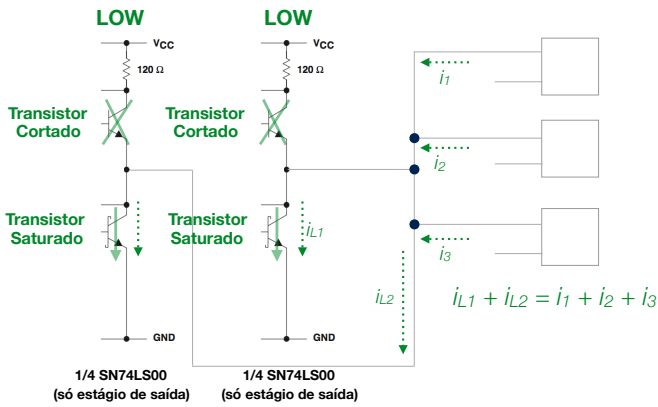 LOW
LOW
VCC
VCC
120 Ω
120 Ω
Transistor
Cortado
Transistor
Cortado
i1
i2
Transistor
Saturado
Transistor
Saturado
iL1
i3
iL2
iL1 + iL2 = i1 + i2 + i3
GND
GND
1/4 SN74LS00
(só estágio de saída)
1/4 SN74LS00
(só estágio de saída)